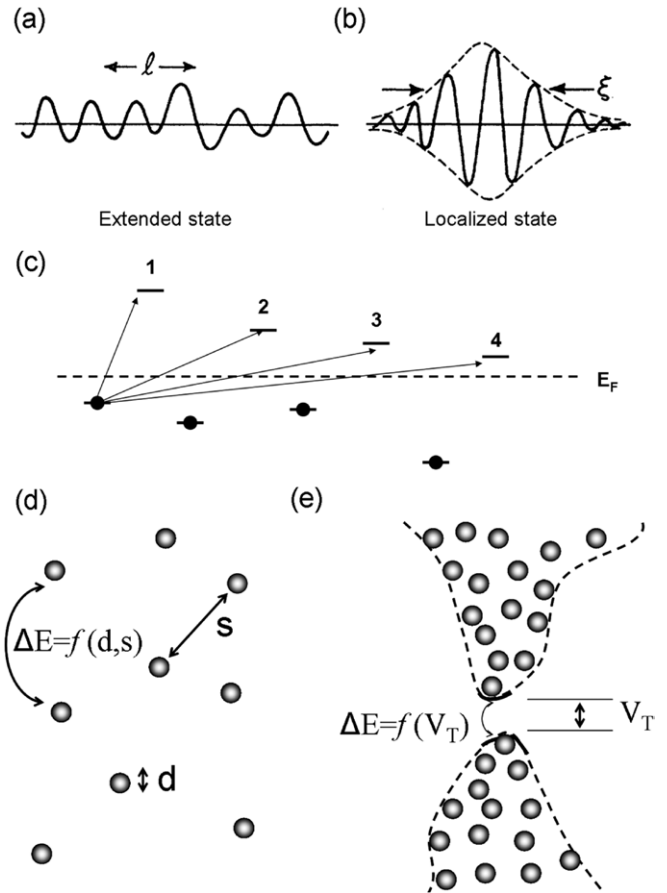 (a)
ℓ
Extended state
(b)
ξ
Localized state
(c)
1
2
3
4
E_F
(d)
ΔE=f(d,s)
s
d
(e)
ΔE=f(V_T)
V_T